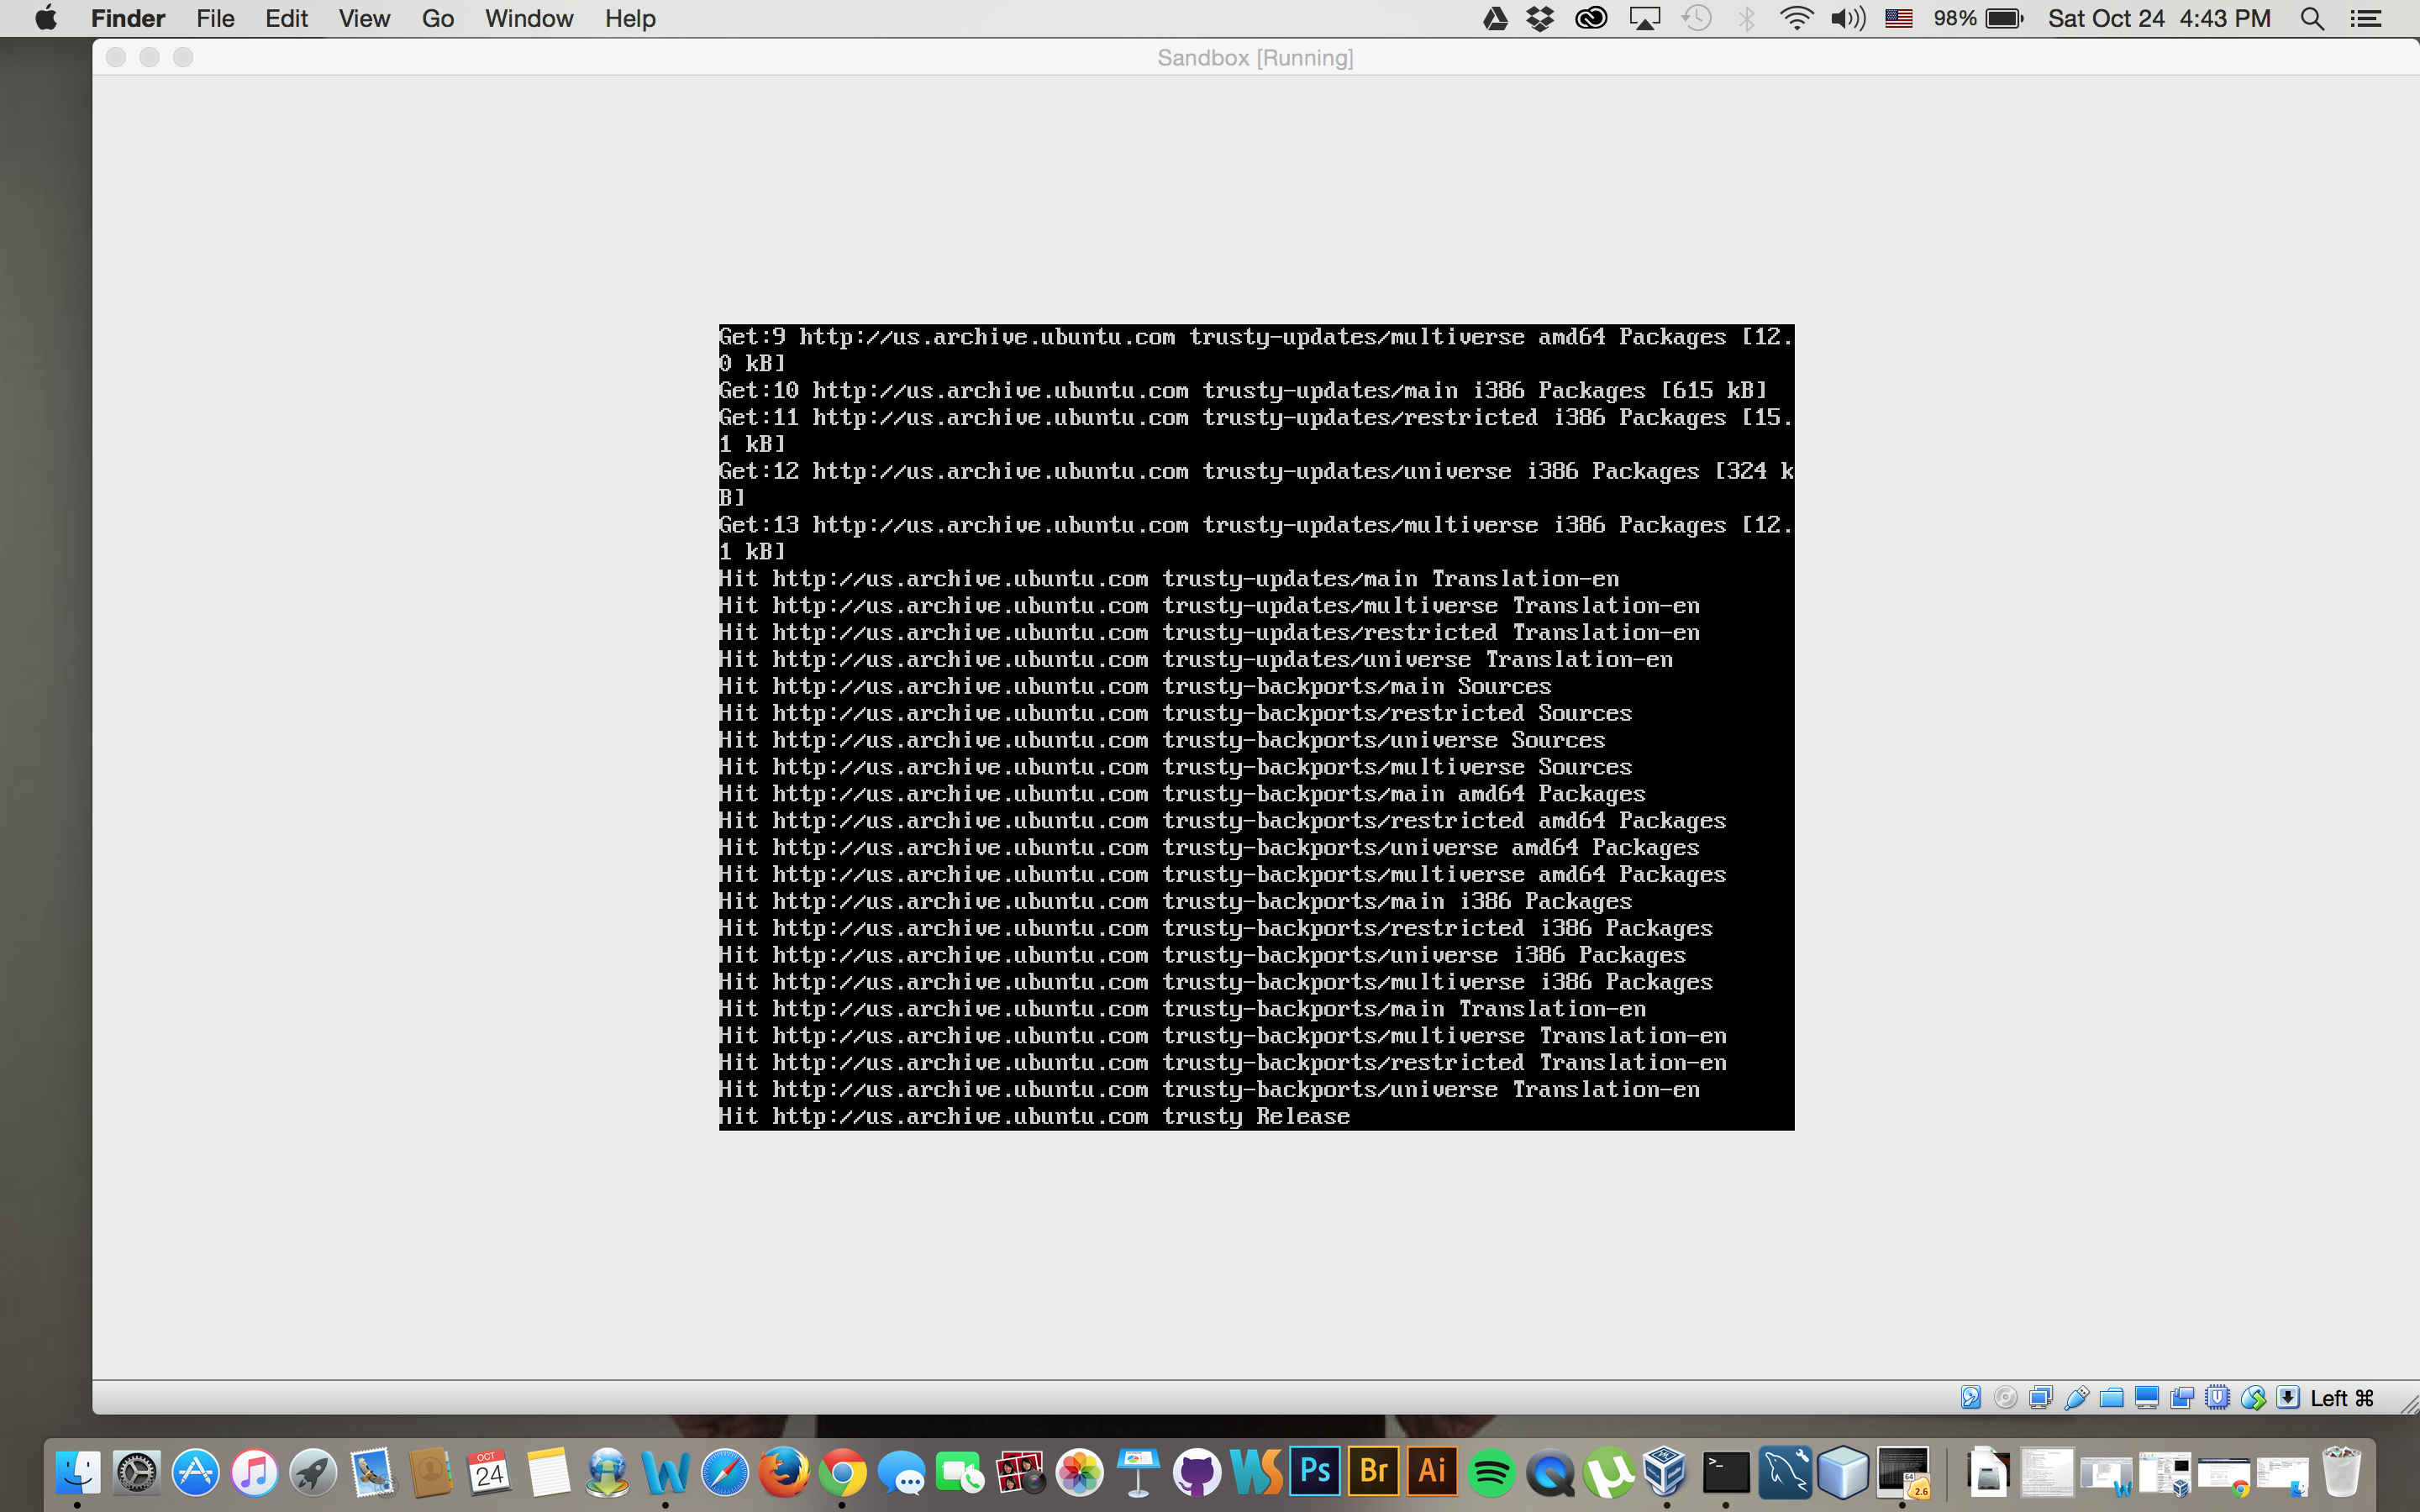 Finder File Edit View Go Window Help 98% Sat Oct 24 4:43 PM
Sandbox [Running]
Get:9 http://us.archive.ubuntu.com trusty-updates/multiverse amd64 Packages [12.
0 kB]
Get:10 http://us.archive.ubuntu.com trusty-updates/main i386 Packages [615 kB]
Get:11 http://us.archive.ubuntu.com trusty-updates/restricted i386 Packages [15.
1 kB]
Get:12 http://us.archive.ubuntu.com trusty-updates/universe i386 Packages [324 k
B]
Get:13 http://us.archive.ubuntu.com trusty-updates/multiverse i386 Packages [12.
1 kB]
Hit http://us.archive.ubuntu.com trusty-updates/main Translation-en
Hit http://us.archive.ubuntu.com trusty-updates/multiverse Translation-en
Hit http://us.archive.ubuntu.com trusty-updates/restricted Translation-en
Hit http://us.archive.ubuntu.com trusty-updates/universe Translation-en
Hit http://us.archive.ubuntu.com trusty-backports/main Sources
Hit http://us.archive.ubuntu.com trusty-backports/restricted Sources
Hit http://us.archive.ubuntu.com trusty-backports/universe Sources
Hit http://us.archive.ubuntu.com trusty-backports/multiverse Sources
Hit http://us.archive.ubuntu.com trusty-backports/main amd64 Packages
Hit http://us.archive.ubuntu.com trusty-backports/restricted amd64 Packages
Hit http://us.archive.ubuntu.com trusty-backports/universe amd64 Packages
Hit http://us.archive.ubuntu.com trusty-backports/multiverse amd64 Packages
Hit http://us.archive.ubuntu.com trusty-backports/main i386 Packages
Hit http://us.archive.ubuntu.com trusty-backports/restricted i386 Packages
Hit http://us.archive.ubuntu.com trusty-backports/universe i386 Packages
Hit http://us.archive.ubuntu.com trusty-backports/multiverse i386 Packages
Hit http://us.archive.ubuntu.com trusty-backports/main Translation-en
Hit http://us.archive.ubuntu.com trusty-backports/multiverse Translation-en
Hit http://us.archive.ubuntu.com trusty-backports/restricted Translation-en
Hit http://us.archive.ubuntu.com trusty-backports/universe Translation-en
Hit http://us.archive.ubuntu.com trusty Release
Left ⌘
OCT
24 WS Ps Br Ai µ >_ 64 2.6